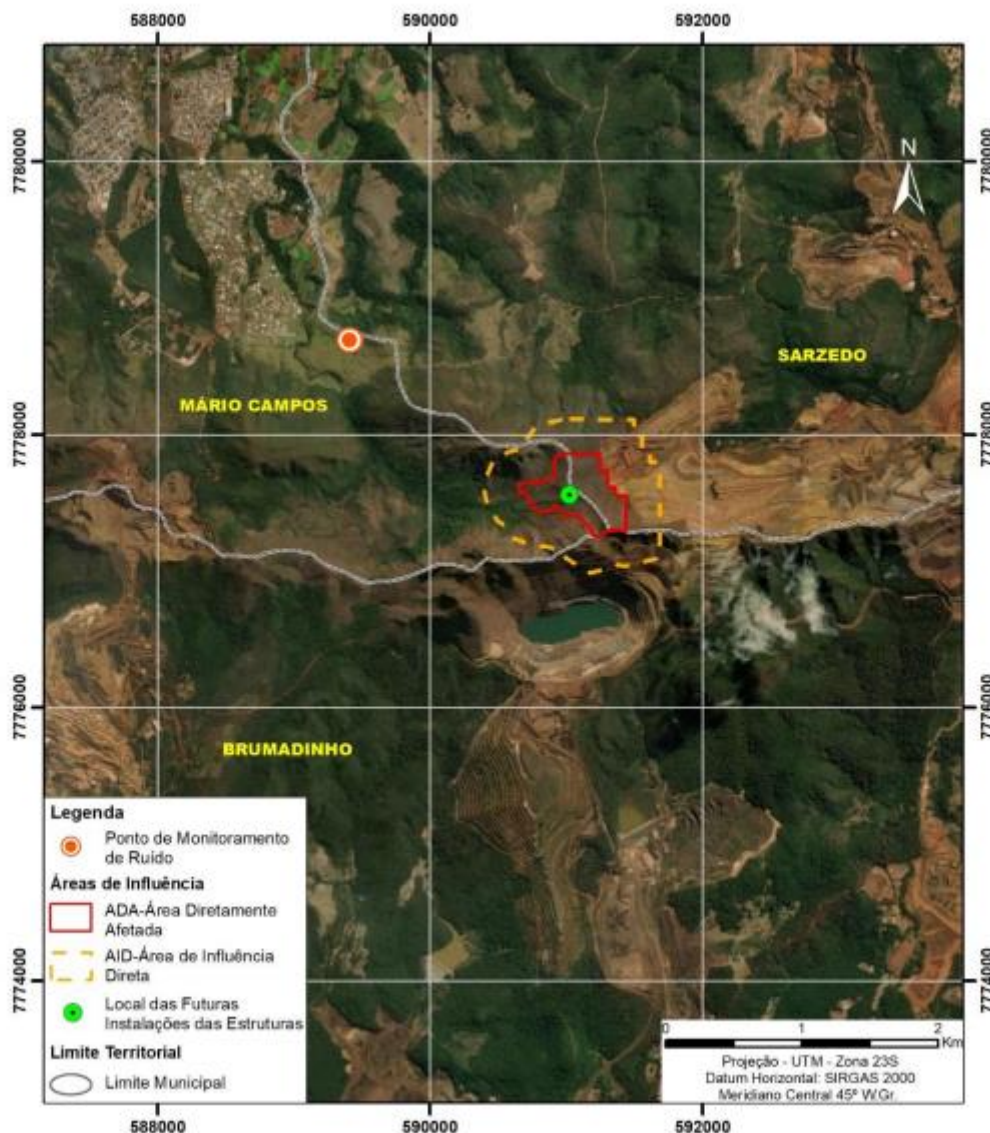 588000 590000 592000
N
7780000 7780000
SARZEDO
MÁRIO CAMPOS
7778000 7778000
7776000 7776000
BRUMADINHO
Legenda
Ponto de Monitoramento
de Ruído
Áreas de Influência
ADA-Área Diretamente
Afetada
AID-Área de Influência
Direta
Local das Futuras
Instalações das Estruturas
Limite Territorial
Limite Municipal
7774000 7774000
0 1 2
Km
Projeção - UTM - Zona 23S
Datum Horizontal: SIRGAS 2000
Meridiano Central 45º W.Gr.
588000 590000 592000